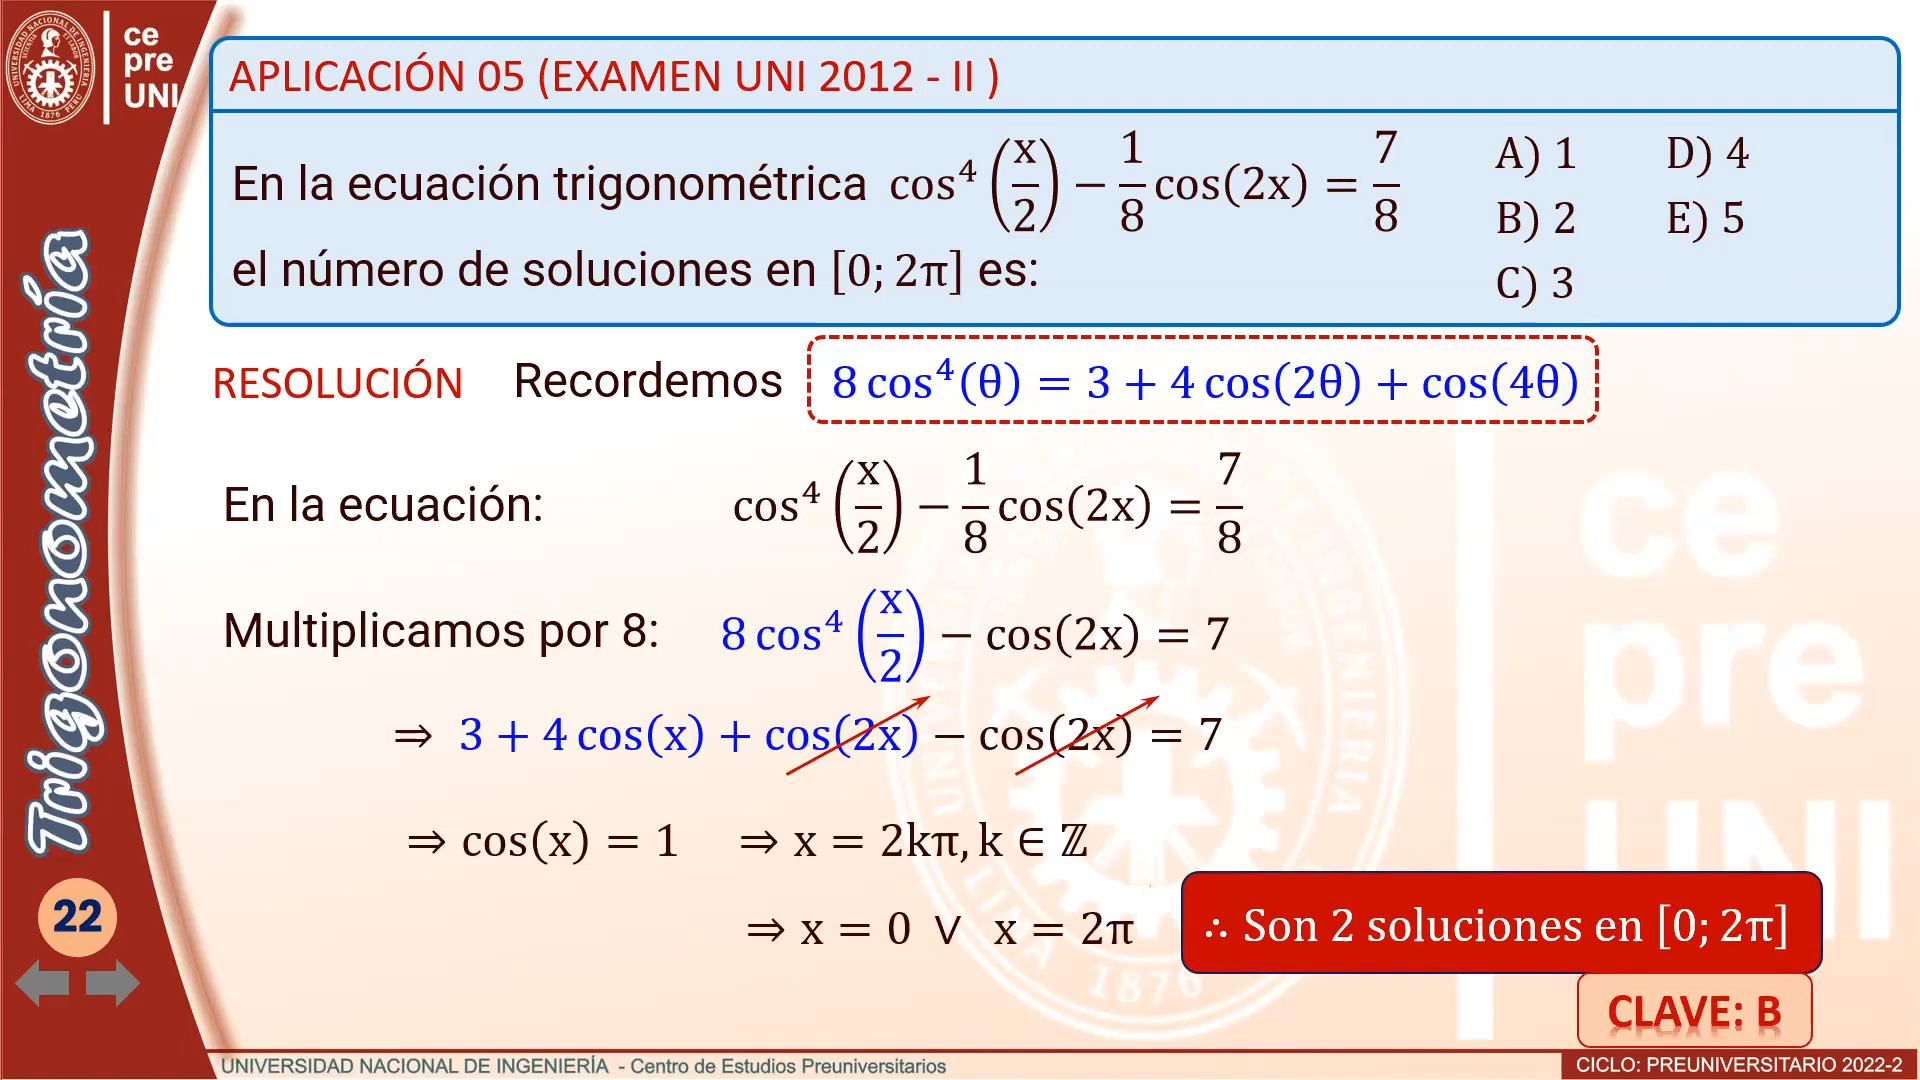 ce
pre
UNI
APLICACIÓN 05 (EXAMEN UNI 2012 - II )
En la ecuación trigonométrica cos⁴(x/2) − 1/8 cos(2x) = 7/8
el número de soluciones en [0; 2π] es:
A) 1
B) 2
C) 3
D) 4
E) 5
RESOLUCIÓN Recordemos 8 cos⁴(θ) = 3 + 4 cos(2θ) + cos(4θ)
En la ecuación: cos⁴(x/2) − 1/8 cos(2x) = 7/8
Multiplicamos por 8: 8 cos⁴(x/2) − cos(2x) = 7
⇒ 3 + 4 cos(x) + cos(2x) − cos(2x) = 7
⇒ cos(x) = 1 ⇒ x = 2kπ, k ∈ ℤ
⇒ x = 0 ∨ x = 2π
∴ Son 2 soluciones en [0; 2π]
CLAVE: B
Trigonometría
22
UNIVERSIDAD NACIONAL DE INGENIERÍA - Centro de Estudios Preuniversitarios
CICLO: PREUNIVERSITARIO 2022-2
ce
pre
UNI
1876